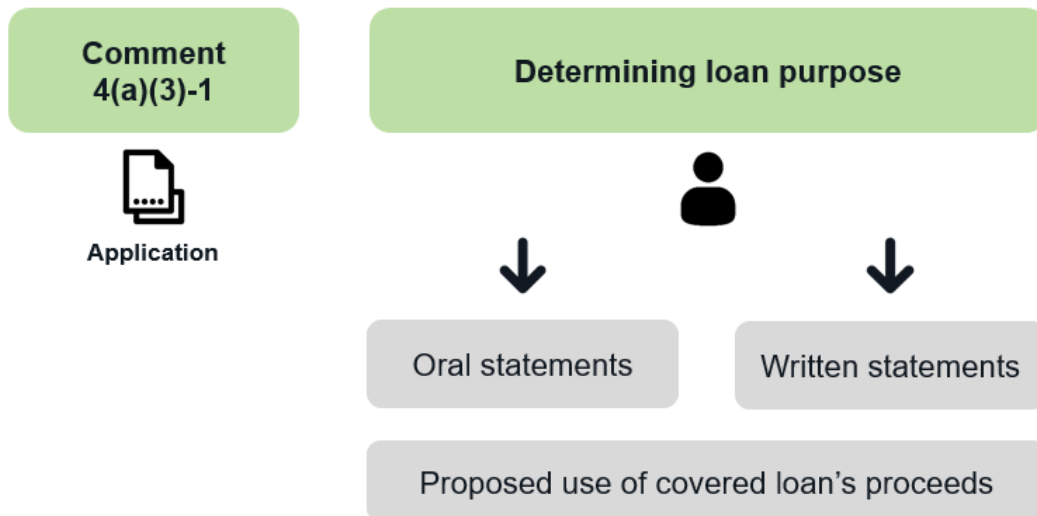 Comment
4(a)(3)-1
Determining loan purpose
Application
Oral statements
Written statements
Proposed use of covered loan’s proceeds